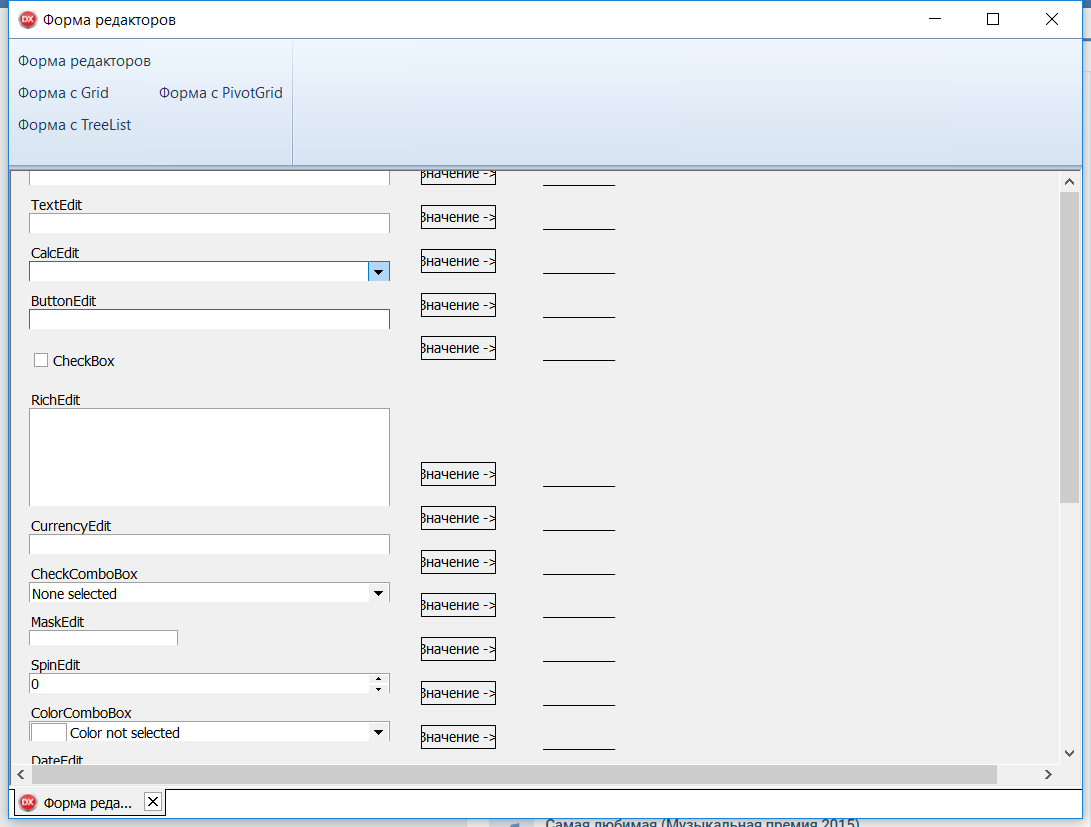 DX Форма редакторов
Форма редакторов
Форма с Grid Форма с PivotGrid
Форма с TreeList
Значение ->
TextEdit
Значение ->
CalcEdit
Значение ->
ButtonEdit
Значение ->
Значение ->
CheckBox
RichEdit
Значение ->
CurrencyEdit
Значение ->
CheckComboBox
Значение ->
None selected
Значение ->
MaskEdit
Значение ->
SpinEdit
0
Значение ->
ColorComboBox
Color not selected
Значение ->
DateEdit
DX Форма реда...
Самая любимая (Музыкальная премия 2015)